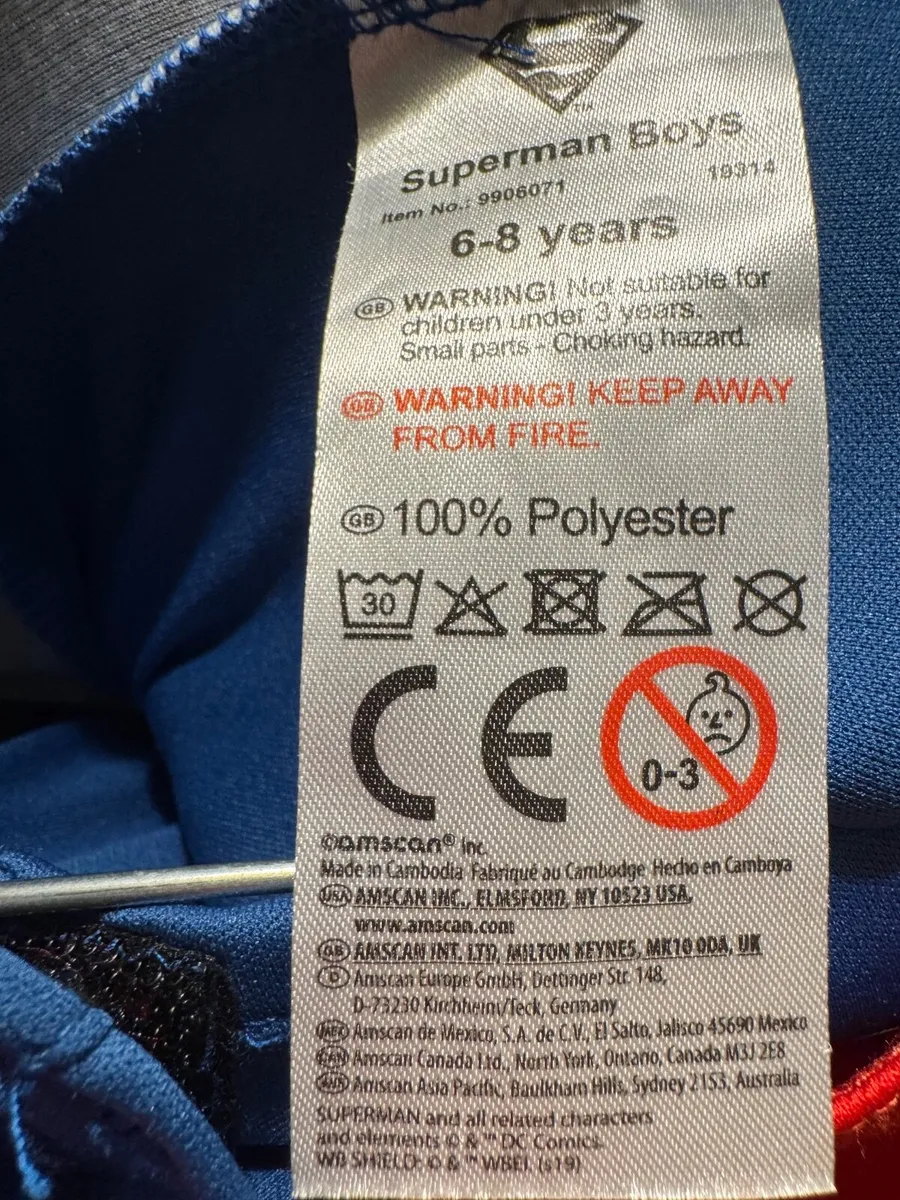 Superman Boys
Item No.: 9906071 19314
6-8 years
GB WARNING! Not suitable for
children under 3 years.
Small parts - Choking hazard.
GB WARNING! KEEP AWAY
FROM FIRE.
GB 100% Polyester
30
CE
0-3
©amscan® Inc
Made in Cambodia Fabriqué au Cambodge Hecho en Camboya
USA AMSCAN INC., ELMSFORD, NY 10523 USA,
www.amscan.com
GB AMSCAN INT. LTD, MILTON KEYNES, MK10 0DA, UK
D Amscan Europe GmbH, Dettinger Str. 148,
D-73230 Kirchheim/Teck, Germany
MEX Amscan de Mexico, S.A. de C.V., El Salto, Jalisco 45690 Mexico
CAN Amscan Canada Ltd., North York, Ontario, Canada M3J 2E8
AUS Amscan Asia Pacific, Baulkham Hills, Sydney 2153, Australia
SUPERMAN and all related characters
and elements © & ™ DC Comics.
WB SHIELD: © & ™ WBEI. (s19)